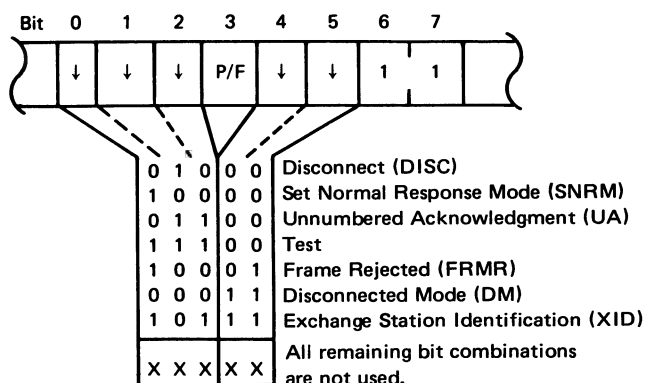 Bit 0 1 2 3 4 5 6 7
↓ ↓ ↓ P/F ↓ ↓ 1 1
0 1 0 0 0 Disconnect (DISC)
1 0 0 0 0 Set Normal Response Mode (SNRM)
0 1 1 0 0 Unnumbered Acknowledgment (UA)
1 1 1 0 0 Test
1 0 0 0 1 Frame Rejected (FRMR)
0 0 0 1 1 Disconnected Mode (DM)
1 0 1 1 1 Exchange Station Identification (XID)
X X X X X All remaining bit combinations
are not used.